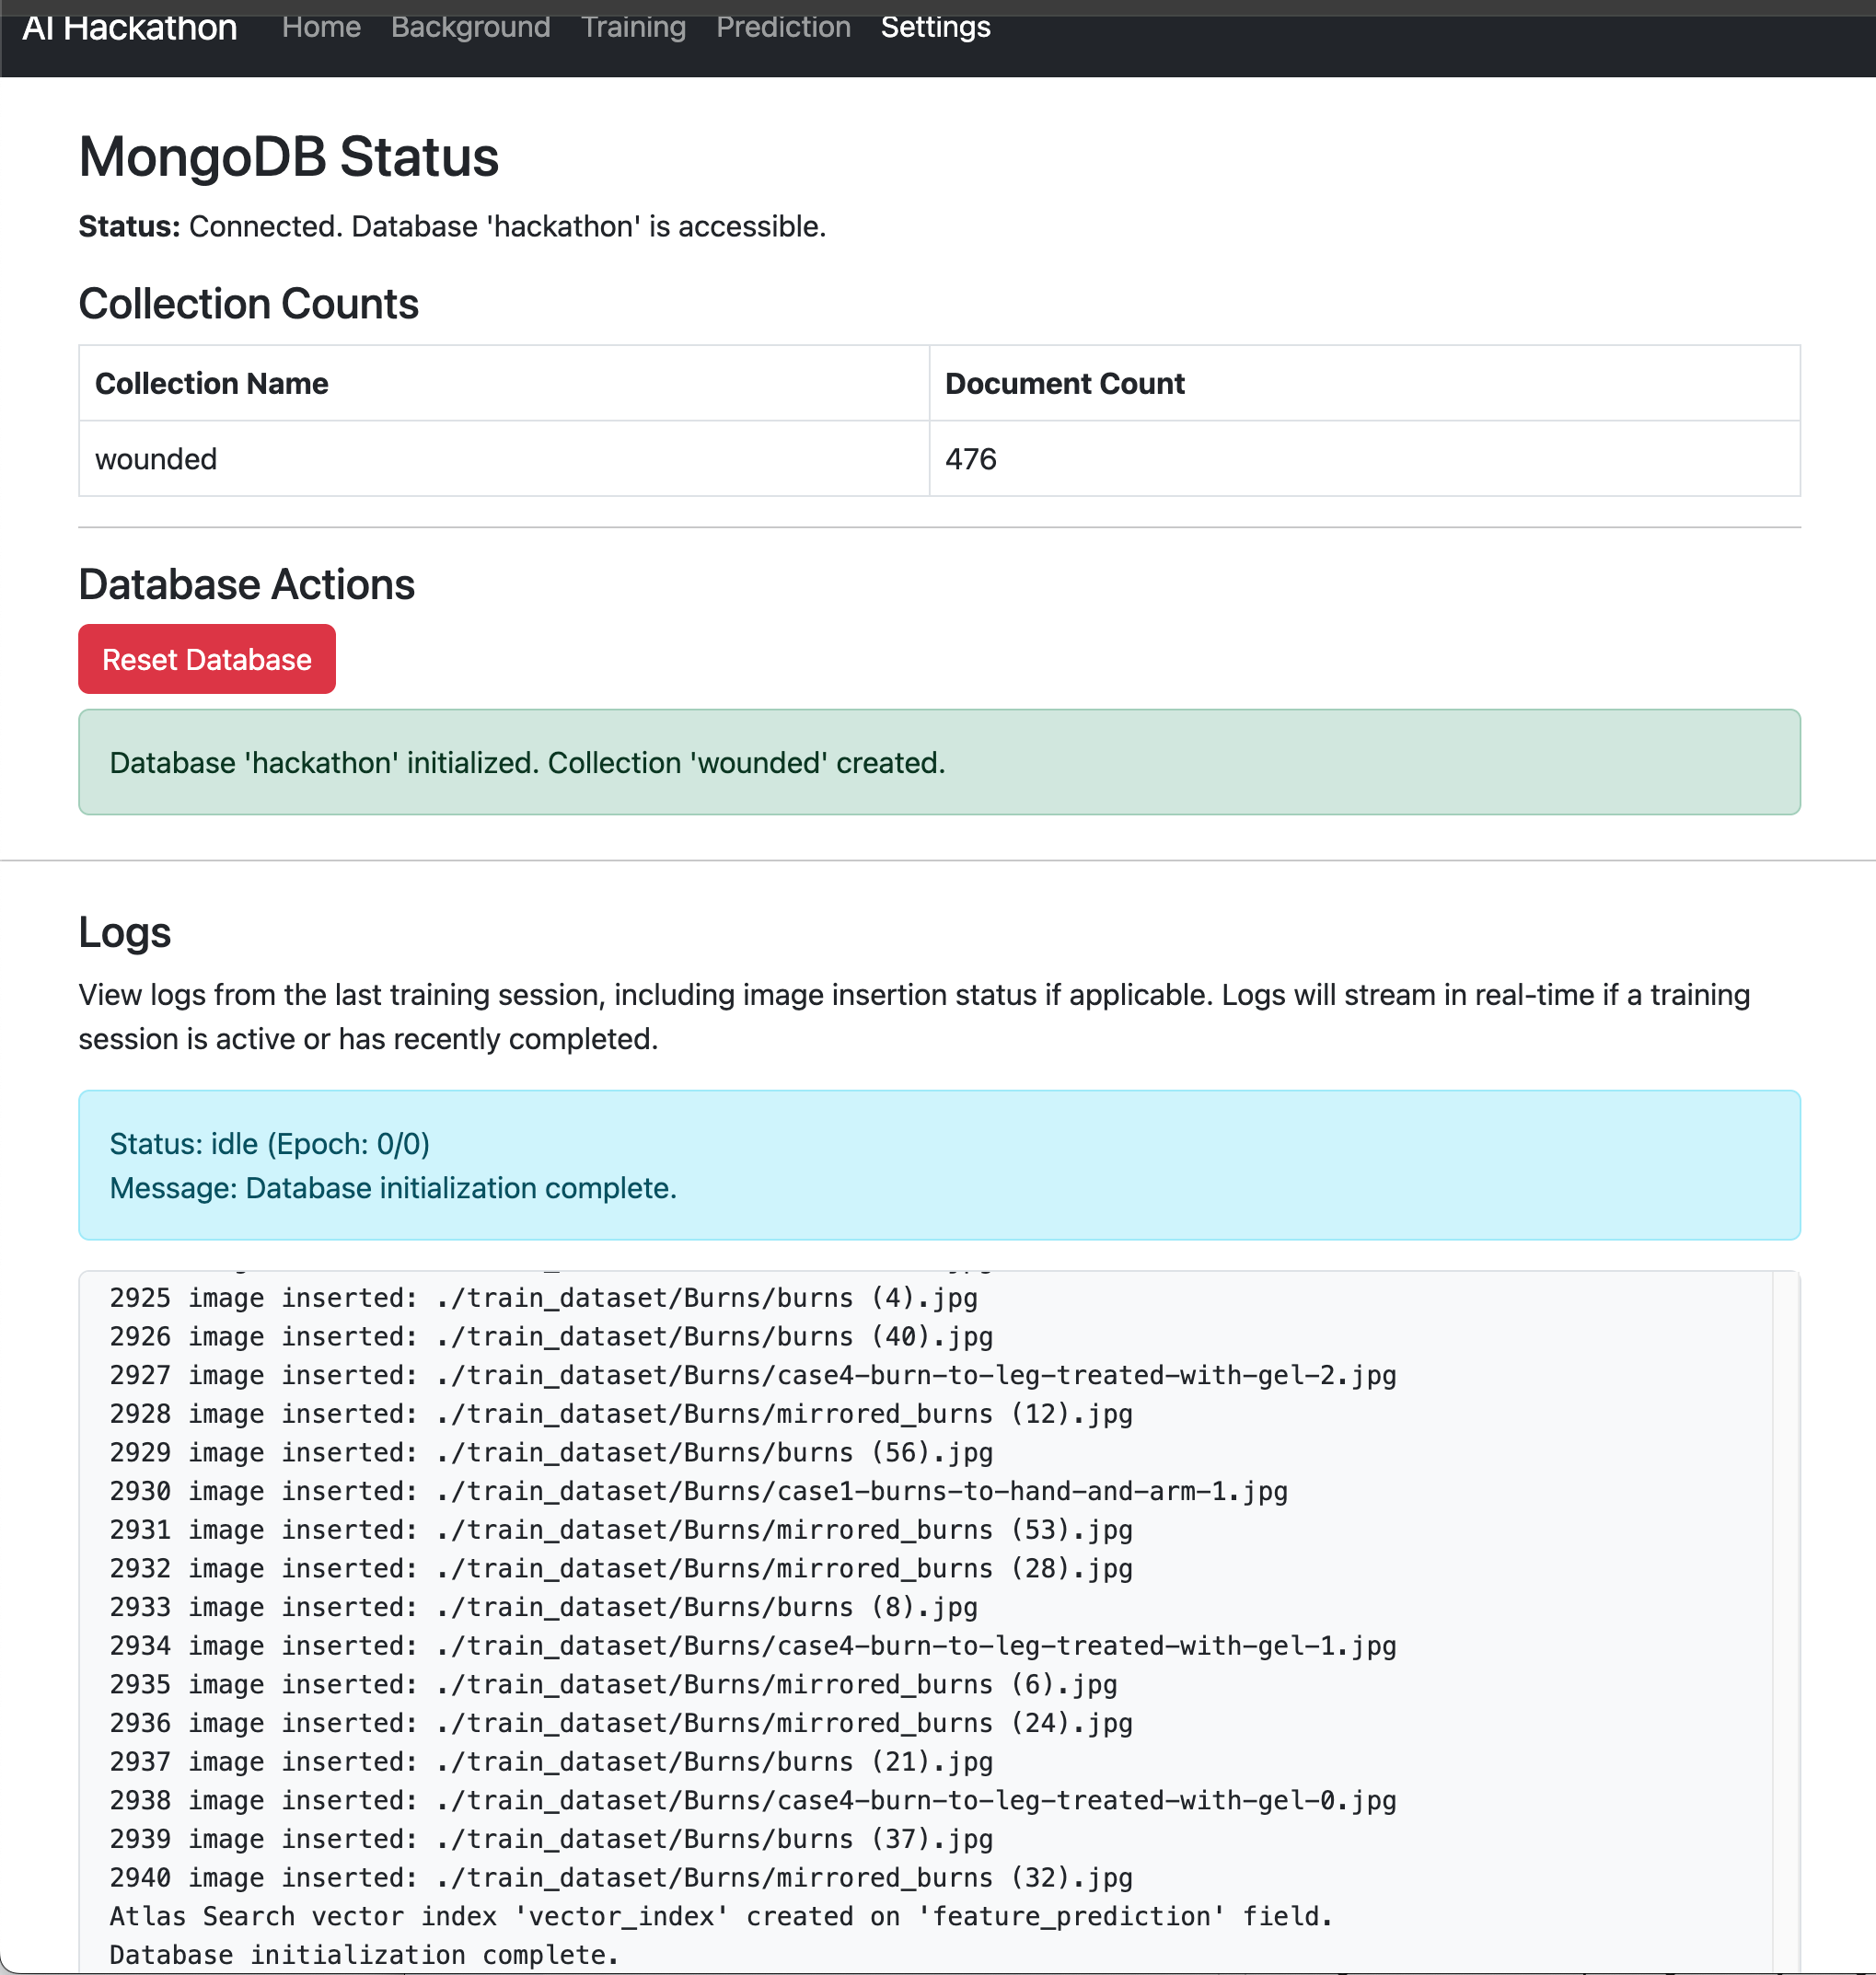 AI Hackathon Home Background Training Prediction Settings
MongoDB Status
Status: Connected. Database 'hackathon' is accessible.
Collection Counts
Collection Name Document Count
wounded 476
Database Actions
Reset Database
Database 'hackathon' initialized. Collection 'wounded' created.
Logs
View logs from the last training session, including image insertion status if applicable. Logs will stream in real-time if a training
session is active or has recently completed.
Status: idle (Epoch: 0/0)
Message: Database initialization complete.
2925 image inserted: ./train_dataset/Burns/burns (4).jpg
2926 image inserted: ./train_dataset/Burns/burns (40).jpg
2927 image inserted: ./train_dataset/Burns/case4-burn-to-leg-treated-with-gel-2.jpg
2928 image inserted: ./train_dataset/Burns/mirrored_burns (12).jpg
2929 image inserted: ./train_dataset/Burns/burns (56).jpg
2930 image inserted: ./train_dataset/Burns/case1-burns-to-hand-and-arm-1.jpg
2931 image inserted: ./train_dataset/Burns/mirrored_burns (53).jpg
2932 image inserted: ./train_dataset/Burns/mirrored_burns (28).jpg
2933 image inserted: ./train_dataset/Burns/burns (8).jpg
2934 image inserted: ./train_dataset/Burns/case4-burn-to-leg-treated-with-gel-1.jpg
2935 image inserted: ./train_dataset/Burns/mirrored_burns (6).jpg
2936 image inserted: ./train_dataset/Burns/mirrored_burns (24).jpg
2937 image inserted: ./train_dataset/Burns/burns (21).jpg
2938 image inserted: ./train_dataset/Burns/case4-burn-to-leg-treated-with-gel-0.jpg
2939 image inserted: ./train_dataset/Burns/burns (37).jpg
2940 image inserted: ./train_dataset/Burns/mirrored_burns (32).jpg
Atlas Search vector index 'vector_index' created on 'feature_prediction' field.
Database initialization complete.